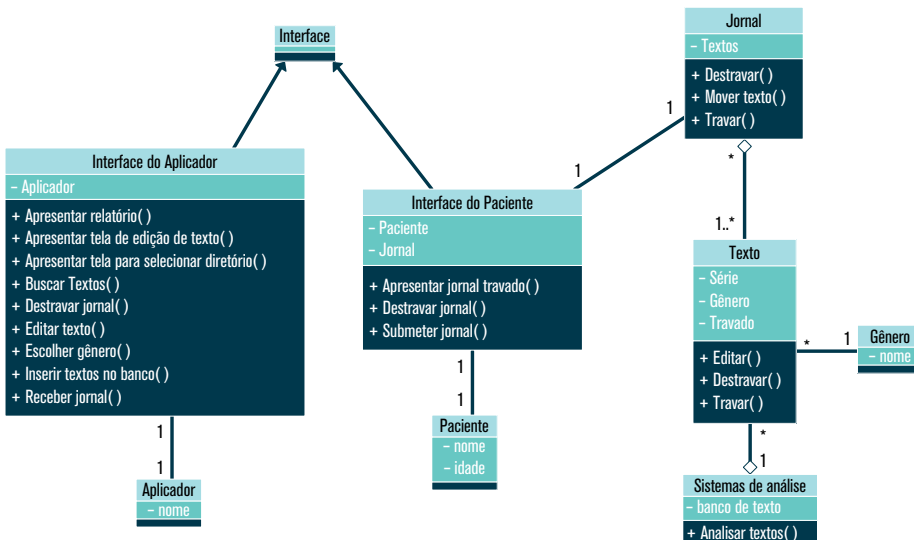 Interface
Interface do Aplicador
– Aplicador
+ Apresentar relatório( )
+ Apresentar tela de edição de texto( )
+ Apresentar tela para selecionar diretório( )
+ Buscar Textos( )
+ Destravar jornal( )
+ Editar texto( )
+ Escolher gênero( )
+ Inserir textos no banco( )
+ Receber jornal( )
1
1
Aplicador
– nome
Interface do Paciente
– Paciente
– Jornal
+ Apresentar jornal travado( )
+ Destravar jornal( )
+ Submeter jornal( )
1
1
Paciente
– nome
– idade
1
1
Jornal
– Textos
+ Destravar( )
+ Mover texto( )
+ Travar( )
*
1..*
Texto
– Série
– Gênero
– Travado
+ Editar( )
+ Destravar( )
+ Travar( )
* 1
Gênero
– nome
*
1
Sistemas de análise
– banco de texto
+ Analisar textos( )